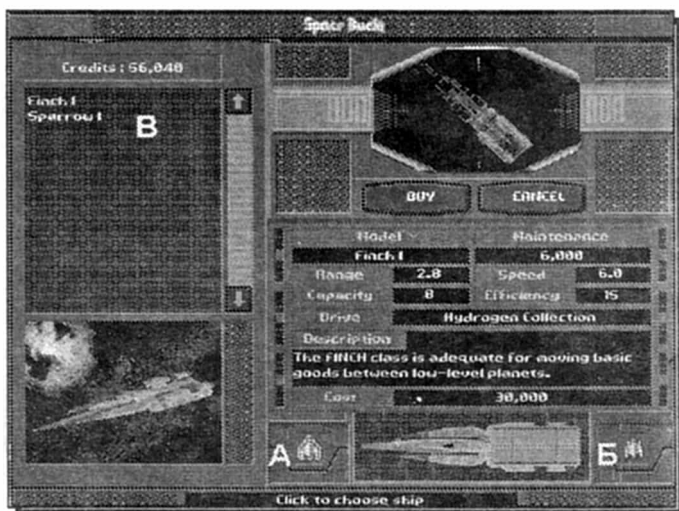 Space Bucks
Credits : 56,040
Finch I
Sparrow I
В
BUY
CANCEL
Model
Maintenance
Finch I
6,000
Range
2.8
Speed
6.0
Capacity
8
Efficiency
15
Drive
Hydrogen Collection
Description
The FINCH class is adequate for moving basic
goods between low-level planets.
Cost
30,000
А
Б
Click to choose ship